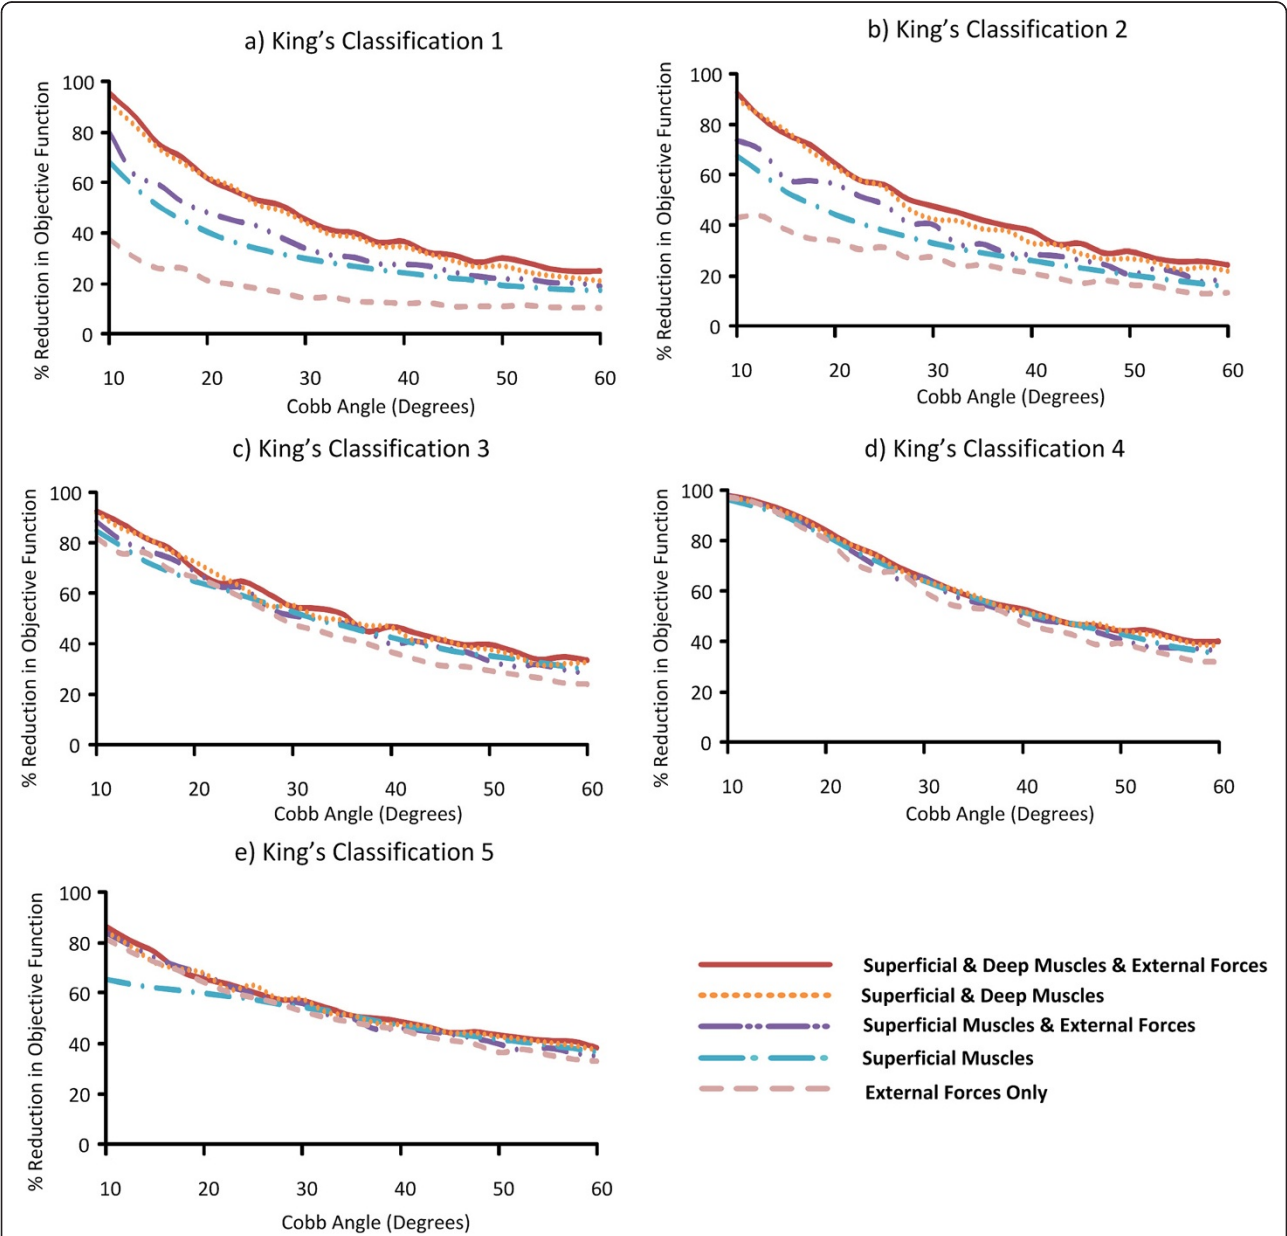 a) King's Classification 1
% Reduction in Objective Function
100
80
60
40
20
0
10 20 30 40 50 60
Cobb Angle (Degrees)
b) King's Classification 2
% Reduction in Objective Function
100
80
60
40
20
0
10 20 30 40 50 60
Cobb Angle (Degrees)
c) King's Classification 3
% Reduction in Objective Function
100
80
60
40
20
0
10 20 30 40 50 60
Cobb Angle (Degrees)
d) King's Classification 4
% Reduction in Objective Function
100
80
60
40
20
0
10 20 30 40 50 60
Cobb Angle (Degrees)
e) King's Classification 5
% Reduction in Objective Function
100
80
60
40
20
0
10 20 30 40 50 60
Cobb Angle (Degrees)
Superficial & Deep Muscles & External Forces
Superficial & Deep Muscles
Superficial Muscles & External Forces
Superficial Muscles
External Forces Only